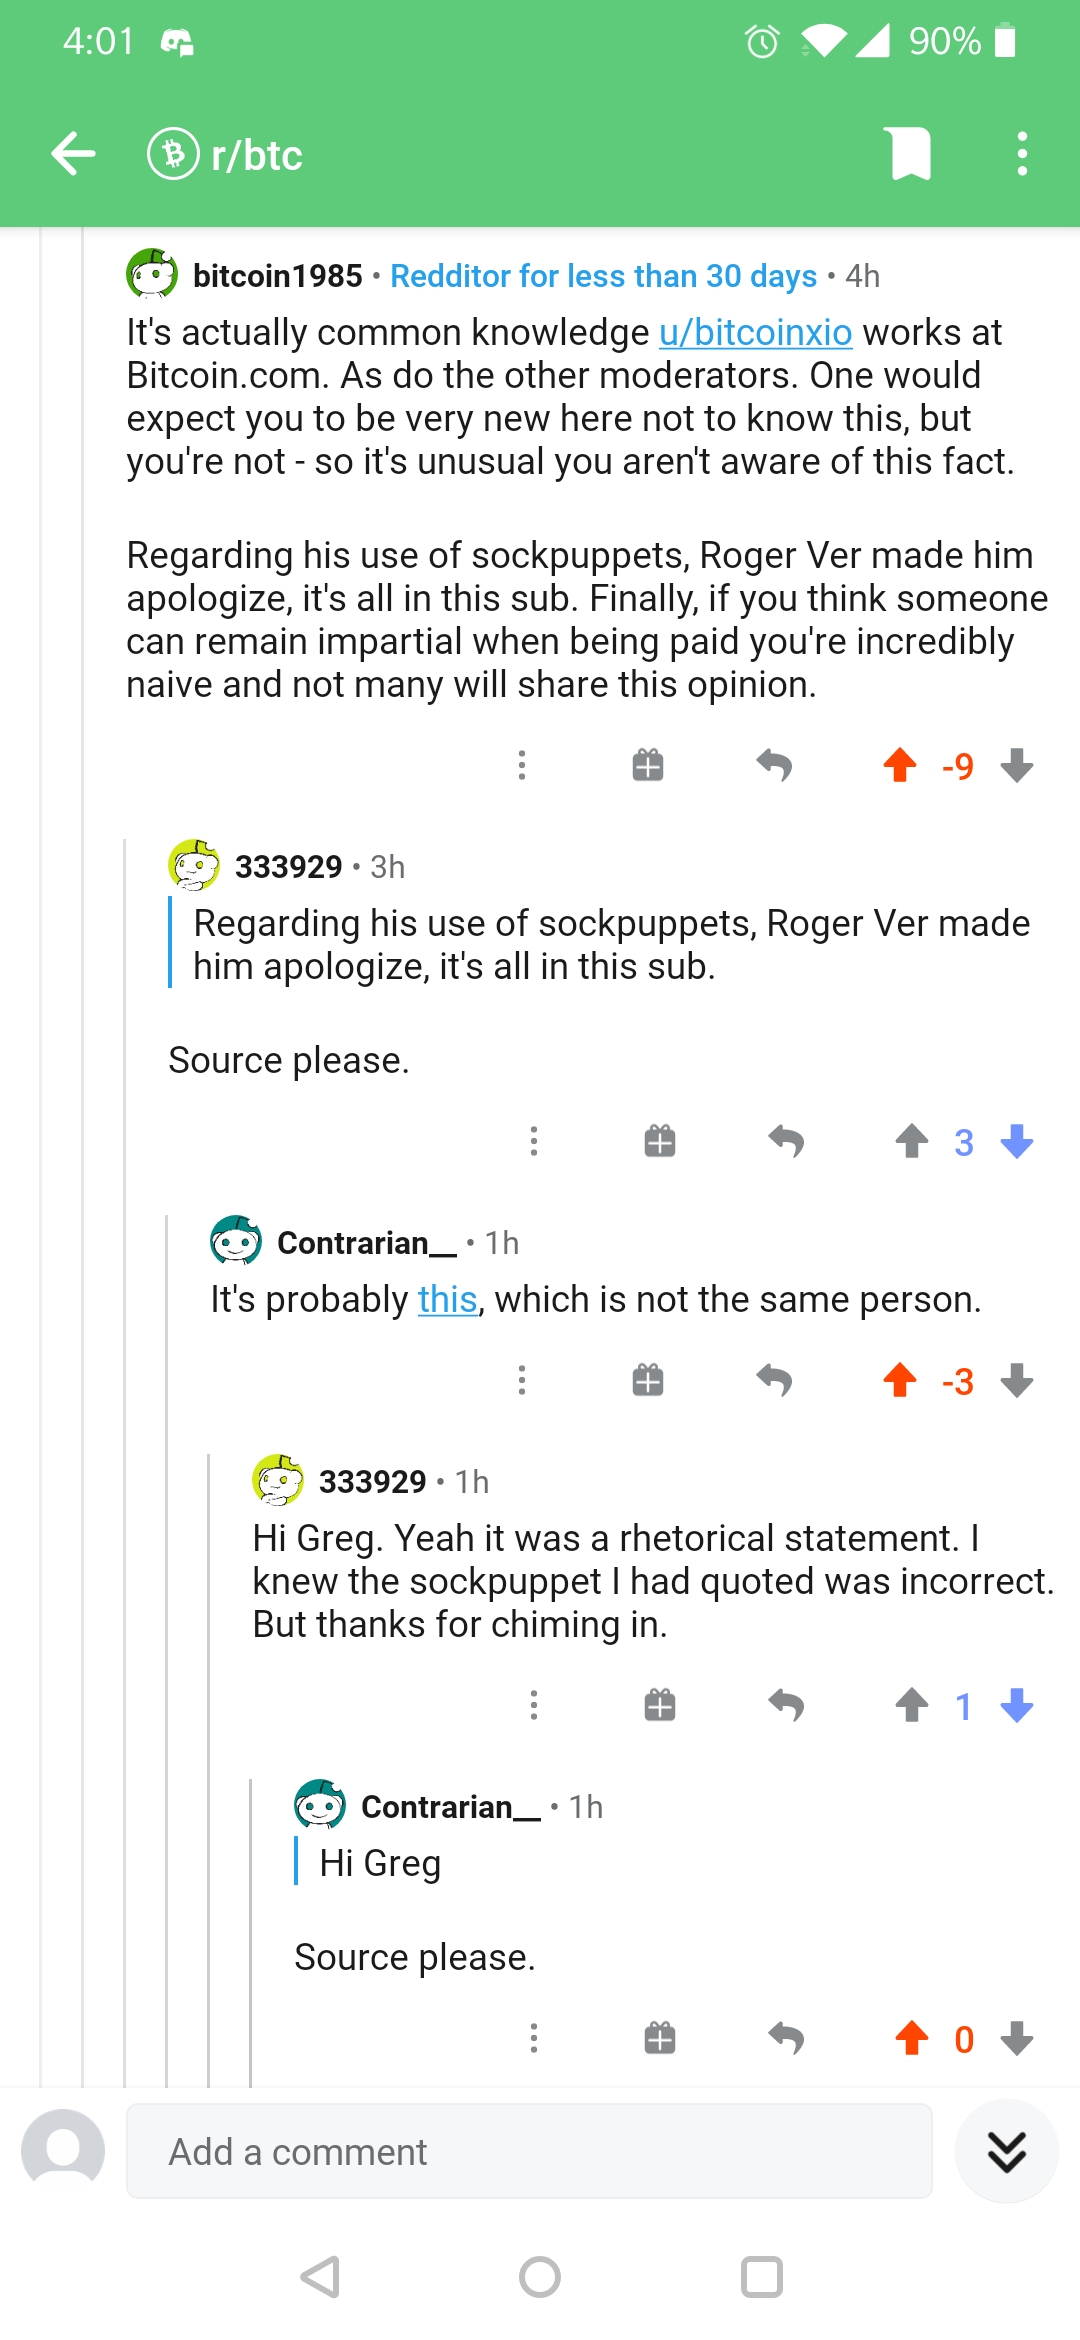 4:01
90%
r/btc
bitcoin1985 • Redditor for less than 30 days • 4h
It's actually common knowledge u/bitcoinxio works at
Bitcoin.com. As do the other moderators. One would
expect you to be very new here not to know this, but
you're not - so it's unusual you aren't aware of this fact.
Regarding his use of sockpuppets, Roger Ver made him
apologize, it's all in this sub. Finally, if you think someone
can remain impartial when being paid you're incredibly
naive and not many will share this opinion.
-9
333929 • 3h
Regarding his use of sockpuppets, Roger Ver made
him apologize, it's all in this sub.
Source please.
3
Contrarian__ • 1h
It's probably this, which is not the same person.
-3
333929 • 1h
Hi Greg. Yeah it was a rhetorical statement. I
knew the sockpuppet I had quoted was incorrect.
But thanks for chiming in.
1
Contrarian__ • 1h
Hi Greg
Source please.
0
Add a comment